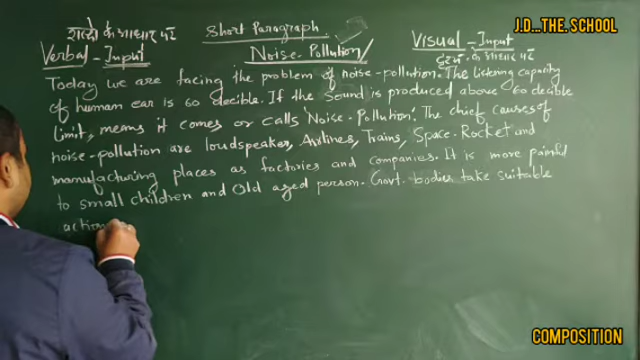 J.D...THE. SCHOOL
शब्दों के आधार पर
Short Paragraph
Verbal - Input
Noise - Pollution
Visual - Input
दृश्य के आधार पर
Today we are facing the problem of noise-pollution. The listening capacity
of human ear is 60 decible. If the sound is produced above 60 decible
limit, means it comes or calls Noise-Pollution. The chief causes of
noise-pollution are loudspeaker, Airlines, Trains, Space-Rocket and
manufacturing places as factories and companies. It is more painful
to small children and Old aged person. Govt. bodies take suitable
action
COMPOSITION